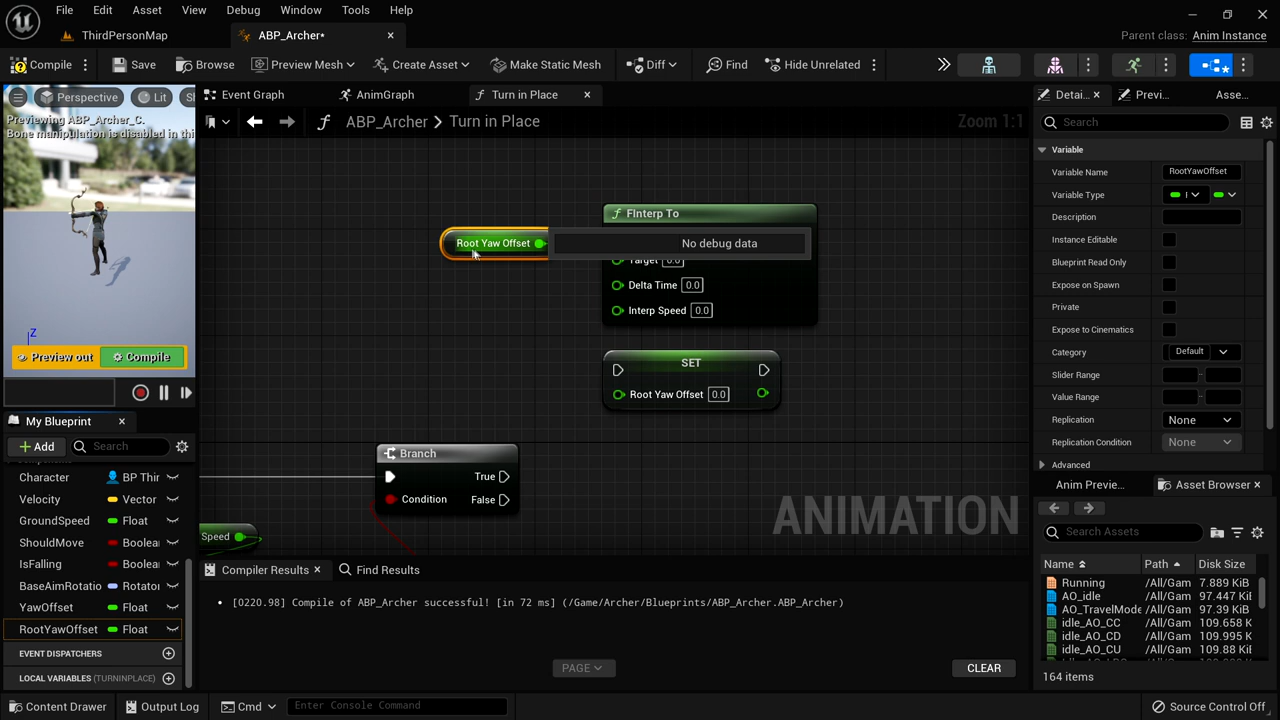 File Edit Asset View Debug Window Tools Help
ThirdPersonMap
ABP_Archer*
Parent class: Anim Instance
Compile
Save
Browse
Preview Mesh
Create Asset
Make Static Mesh
Diff
Find
Hide Unrelated
Perspective
Lit
Previewing ABP_Archer_C.
Bone manipulation is disabled in thi
Z
Preview out
Compile
Event Graph
AnimGraph
Turn in Place
ABP_Archer > Turn in Place
Zoom 1:1
FInterp To
Root Yaw Offset
No debug data
Target 0.0
Delta Time 0.0
Interp Speed 0.0
SET
Root Yaw Offset 0.0
Branch
True
Condition
False
Speed
ANIMATION
My Blueprint
Add
Search
Character BP Thir
Velocity Vector
GroundSpeed Float
ShouldMove Boolea
IsFalling Boolea
BaseAimRotatio Rotato
YawOffset Float
RootYawOffset Float
EVENT DISPATCHERS
LOCAL VARIABLES (TURNINPLACE)
Compiler Results
Find Results
[0220.98] Compile of ABP_Archer successful! [in 72 ms] (/Game/Archer/Blueprints/ABP_Archer.ABP_Archer)
PAGE
CLEAR
Detai
Previ
Asse
Search
Variable
Variable Name RootYawOffset
Variable Type
Description
Instance Editable
Blueprint Read Only
Expose on Spawn
Private
Expose to Cinematics
Category Default
Slider Range
Value Range
Replication None
Replication Condition None
Advanced
Anim Previe...
Asset Browser
Search Assets
Name Path Disk Size
Running /All/Gam 7.889 KiB
AO_idle /All/Gam 97.447 KiB
AO_TravelMode /All/Gam 97.39 KiB
idle_AO_CC /All/Gam 109.658 K
idle_AO_CD /All/Gam 109.995 K
idle_AO_CU /All/Gam 109.88 KiE
164 items
Content Drawer
Output Log
Cmd
Enter Console Command
Source Control Off